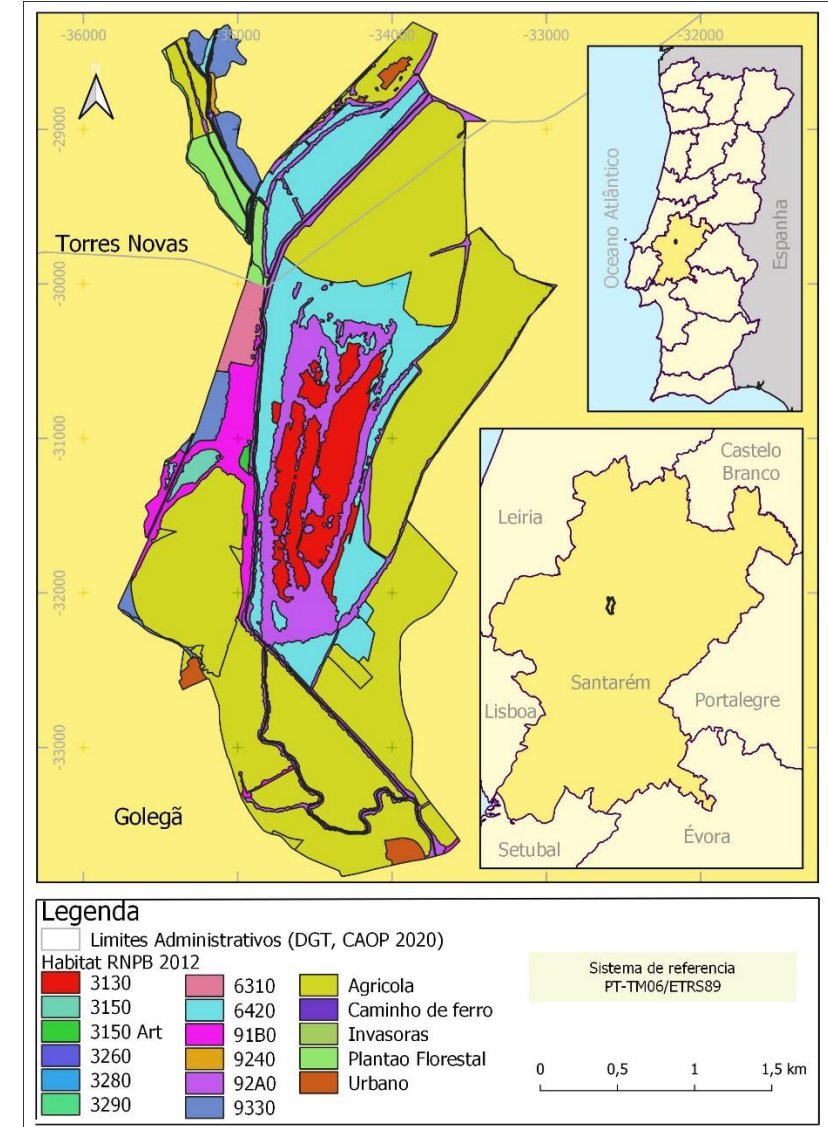 -36000
-35000
-34000
-33000
-32000
N
-29000
-30000
-31000
-32000
-33000
Torres Novas
Golegã
Oceano Atlântico
Espanha
Castelo
Branco
Leiria
Santarém
Lisboa
Portalegre
Setubal
Évora
Legenda
Limites Administrativos (DGT, CAOP 2020)
Habitat RNPB 2012
3130
3150
3150 Art
3260
3280
3290
6310
6420
91B0
9240
92A0
9330
Agricola
Caminho de ferro
Invasoras
Plantao Florestal
Urbano
Sistema de referencia
PT-TM06/ETRS89
0 0,5 1 1,5 km